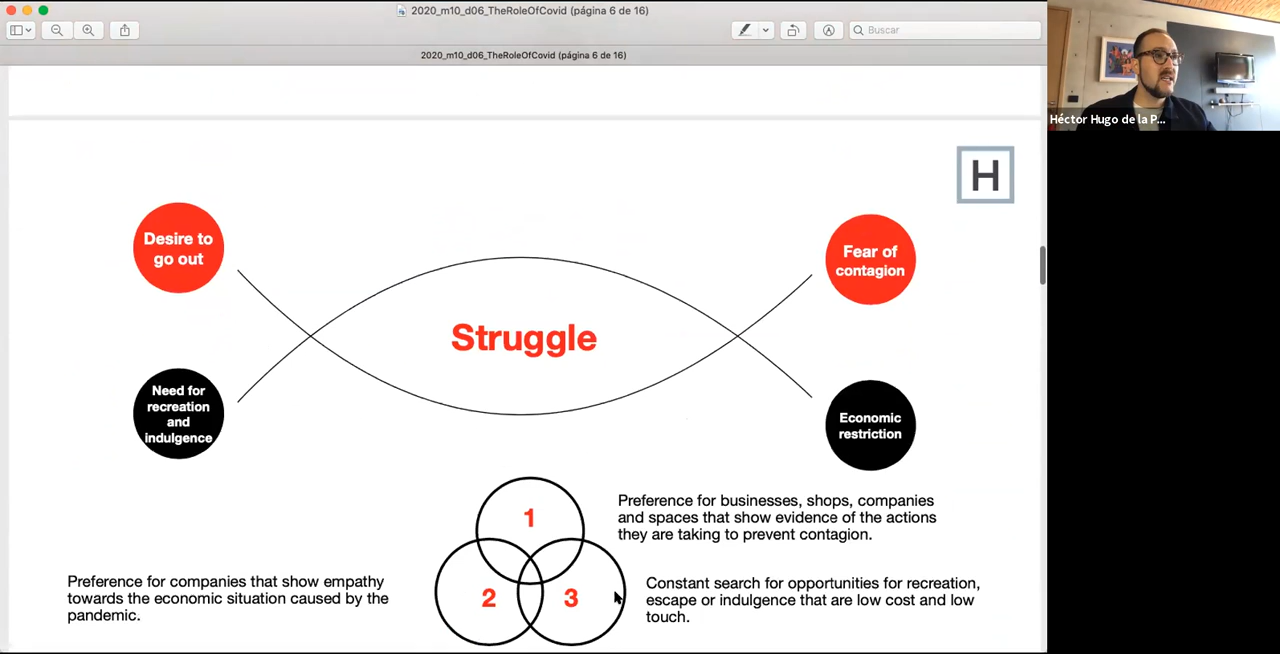 2020_m10_d06_TheRoleOfCovid (página 6 de 16)
Buscar
2020_m10_d06_TheRoleOfCovid (página 6 de 16)
Héctor Hugo de la P...
H
Desire to
go out
Fear of
contagion
Struggle
Need for
recreation
and
indulgence
Economic
restriction
1
Preference for businesses, shops, companies
and spaces that show evidence of the actions
they are taking to prevent contagion.
Preference for companies that show empathy
towards the economic situation caused by the
pandemic.
2
3
Constant search for opportunities for recreation,
escape or indulgence that are low cost and low
touch.